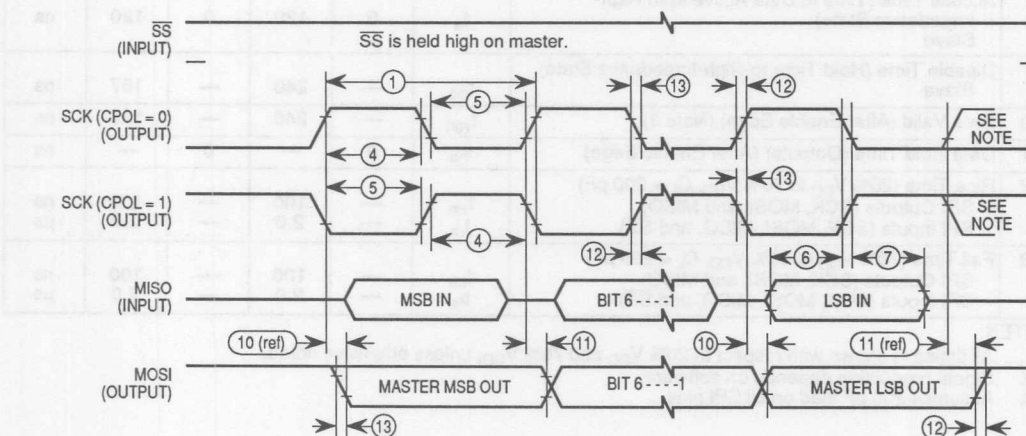 SS
(INPUT)
SS is held high on master.
1
5
13
12
SCK (CPOL = 0)
(OUTPUT)
SEE
NOTE
4
5
13
SCK (CPOL = 1)
(OUTPUT)
SEE
NOTE
4
12
6
7
MISO
(INPUT)
MSB IN
BIT 6 - - - - 1
LSB IN
10 (ref)
11
10
11 (ref)
MOSI
(OUTPUT)
MASTER MSB OUT
BIT 6 - - - - 1
MASTER LSB OUT
13
12